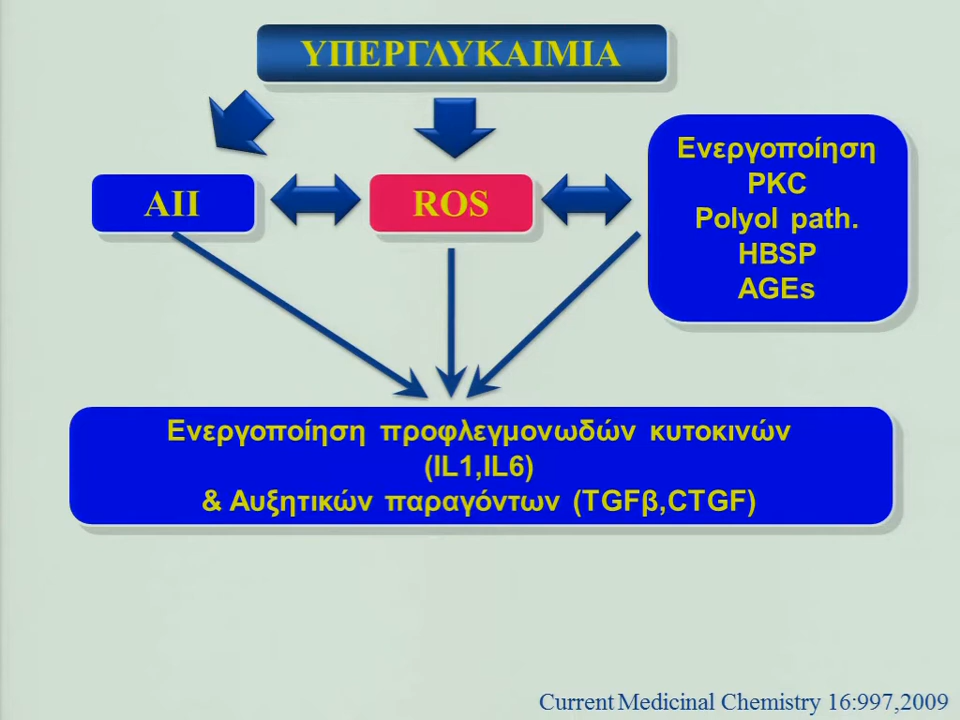 ΥΠΕΡΓΛΥΚΑΙΜΙΑ
ΑΙΙ
ROS
Ενεργοποίηση
PKC
Polyol path.
HBSP
AGEs
Ενεργοποίηση προφλεγμονωδών κυτοκινών
(IL1,IL6)
& Αυξητικών παραγόντων (TGFβ,CTGF)
Current Medicinal Chemistry 16:997,2009